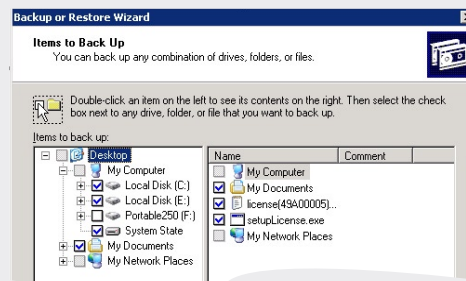 Backup or Restore Wizard
Items to Back Up
You can back up any combination of drives, folders, or files.
Double-click an item on the left to see its contents on the right. Then select the check
box next to any drive, folder, or file that you want to back up.
Items to back up:
Desktop
My Computer
Local Disk (C:)
Local Disk (E:)
Portable250 (F:)
System State
My Documents
My Network Places
Name Comment
My Computer
My Documents
license(49A00005)...
setupLicense.exe
My Network Places